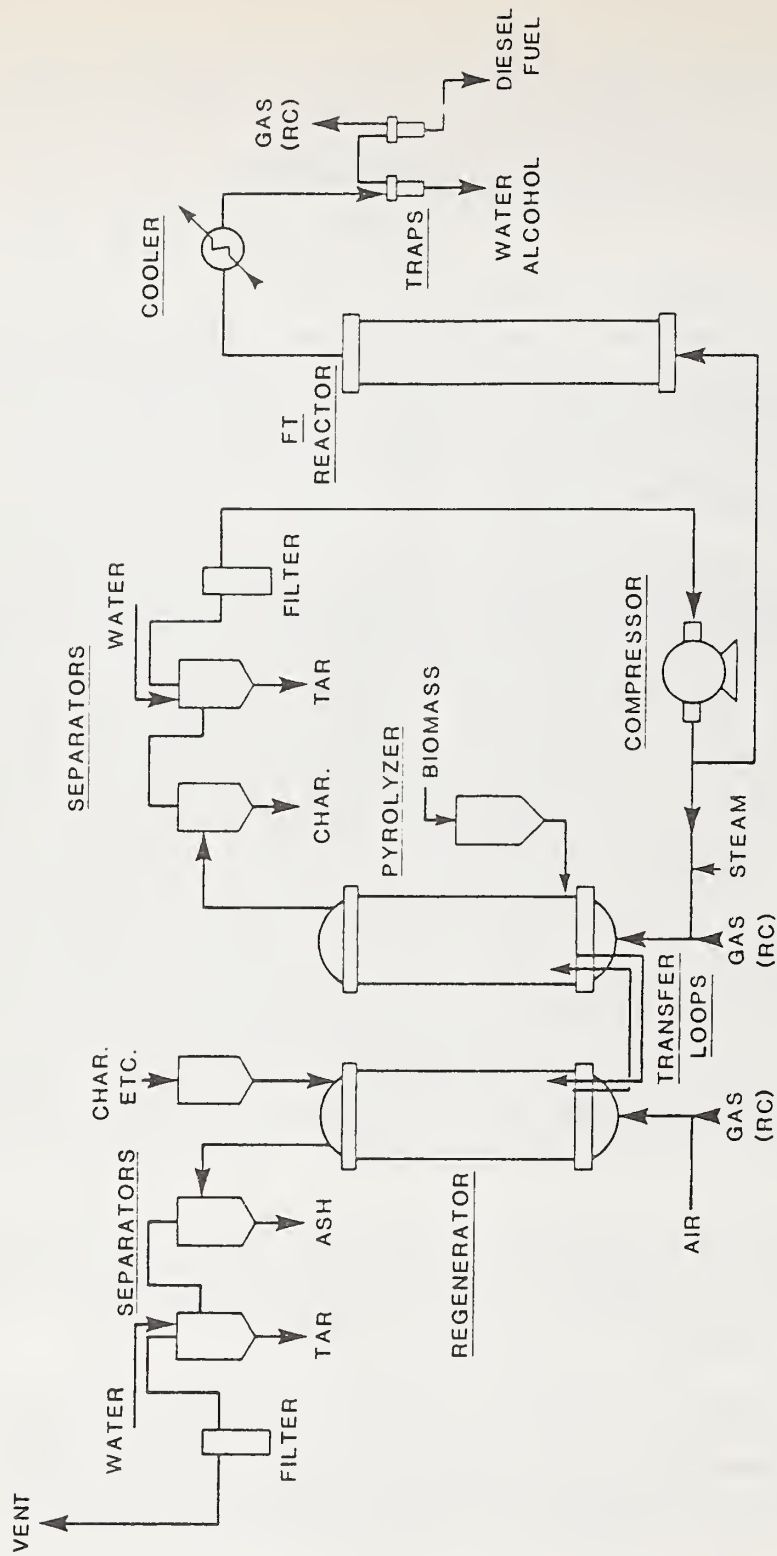 VENT
WATER
FILTER
SEPARATORS
TAR
ASH
CHAR.
ETC.
REGENERATOR
AIR
GAS
(RC)
TRANSFER
LOOPS
SEPARATORS
WATER
CHAR.
TAR
FILTER
PYROLYZER
BIOMASS
GAS
(RC)
STEAM
COMPRESSOR
FT
REACTOR
COOLER
TRAPS
GAS
(RC)
WATER
ALCOHOL
DIESEL
FUEL